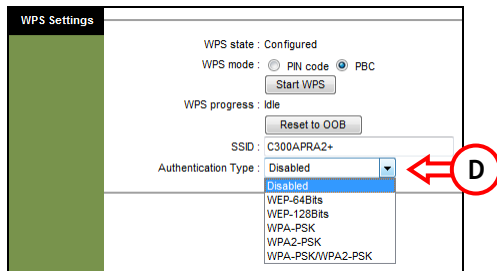 WPS Settings
WPS state : Configured
WPS mode : PIN code PBC
Start WPS
WPS progress : Idle
Reset to OOB
SSID : C300APRA2+
Authentication Type : Disabled
D
Disabled
WEP-64Bits
WEP-128Bits
WPA-PSK
WPA2-PSK
WPA-PSK/WPA2-PSK